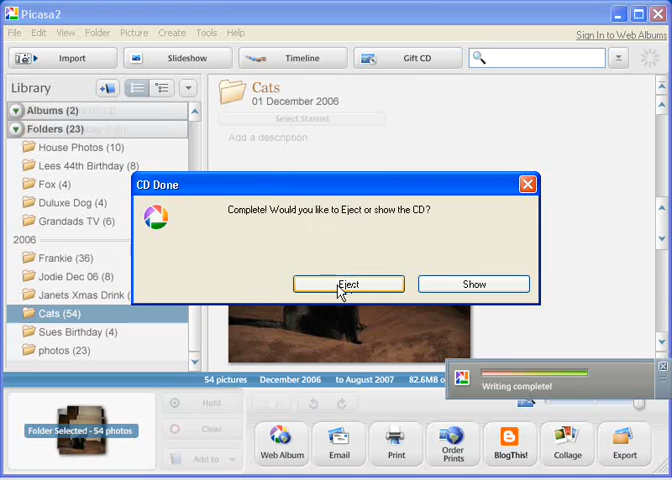 Picasa2
File Edit View Folder Picture Create Tools Help
Sign In to Web Albums
Import
Slideshow
Timeline
Gift CD
Library
Albums (2)
Folders (23)
House Photos (10)
Lees 44th Birthday (8)
Fox (4)
Duluxe Dog (4)
Grandads TV (6)
2006
Frankie (36)
Jodie Dec 06 (8)
Janets Xmas Drink
Cats (54)
Sues Birthday (4)
photos (23)
Cats
01 December 2006
Select Starred
Add a description
CD Done
Complete! Would you like to Eject or show the CD?
Eject
Show
54 pictures December 2006 to August 2007 82.6MB o
Writing complete!
Folder Selected - 54 photos
Hold
Clear
Add to
Web Album
Email
Print
Order
Prints
BlogThis!
Collage
Export